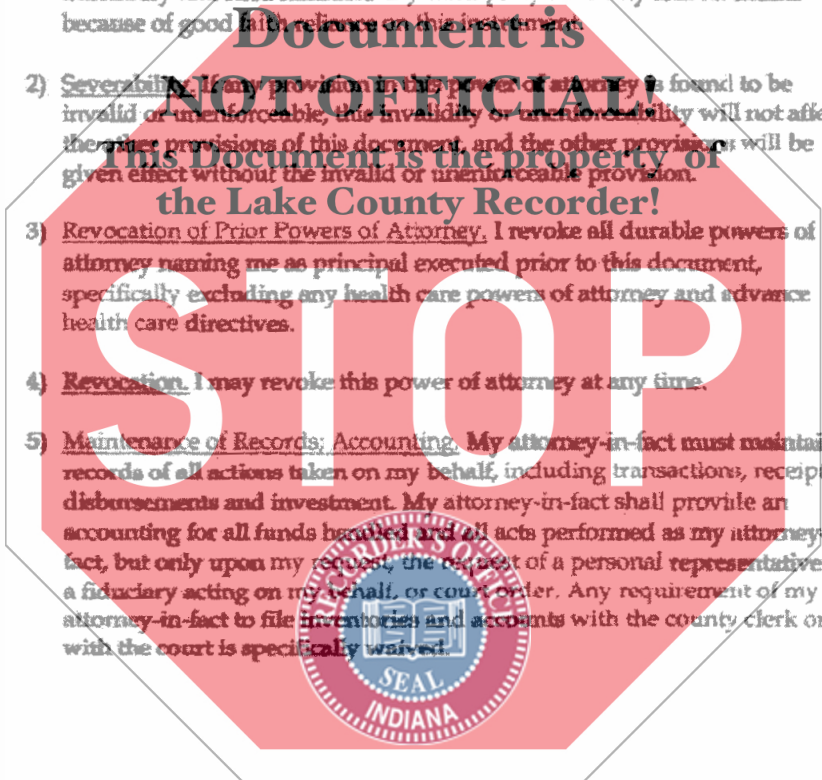 because of good faith reliance on this instrument.
Document is
NOT OFFICIAL!
This Document is the property of
the Lake County Recorder!
2) Severability. If any provision in this power of attorney is found to be
invalid or unenforceable, this invalidity or unenforceability will not affe
the other provisions of this document, and the other provisions will be
given effect without the invalid or unenforceable provision.
3) Revocation of Prior Powers of Attorney. I revoke all durable powers of
attorney naming me as principal executed prior to this document,
specifically excluding any health care powers of attorney and advance
health care directives.
STOP
4) Revocation. I may revoke this power of attorney at any time.
5) Maintenance of Records; Accounting. My attorney-in-fact must maintai
records of all actions taken on my behalf, including transactions, receipt
disbursements and investment. My attorney-in-fact shall provide an
accounting for all funds handled and all acts performed as my attorney-
fact, but only upon my request, the request of a personal representative
a fiduciary acting on my behalf, or court order. Any requirement of my
attorney-in-fact to file inventories and accounts with the county clerk or
with the court is specifically waived.
RECORDER'S OFFIC
SEAL
INDIANA